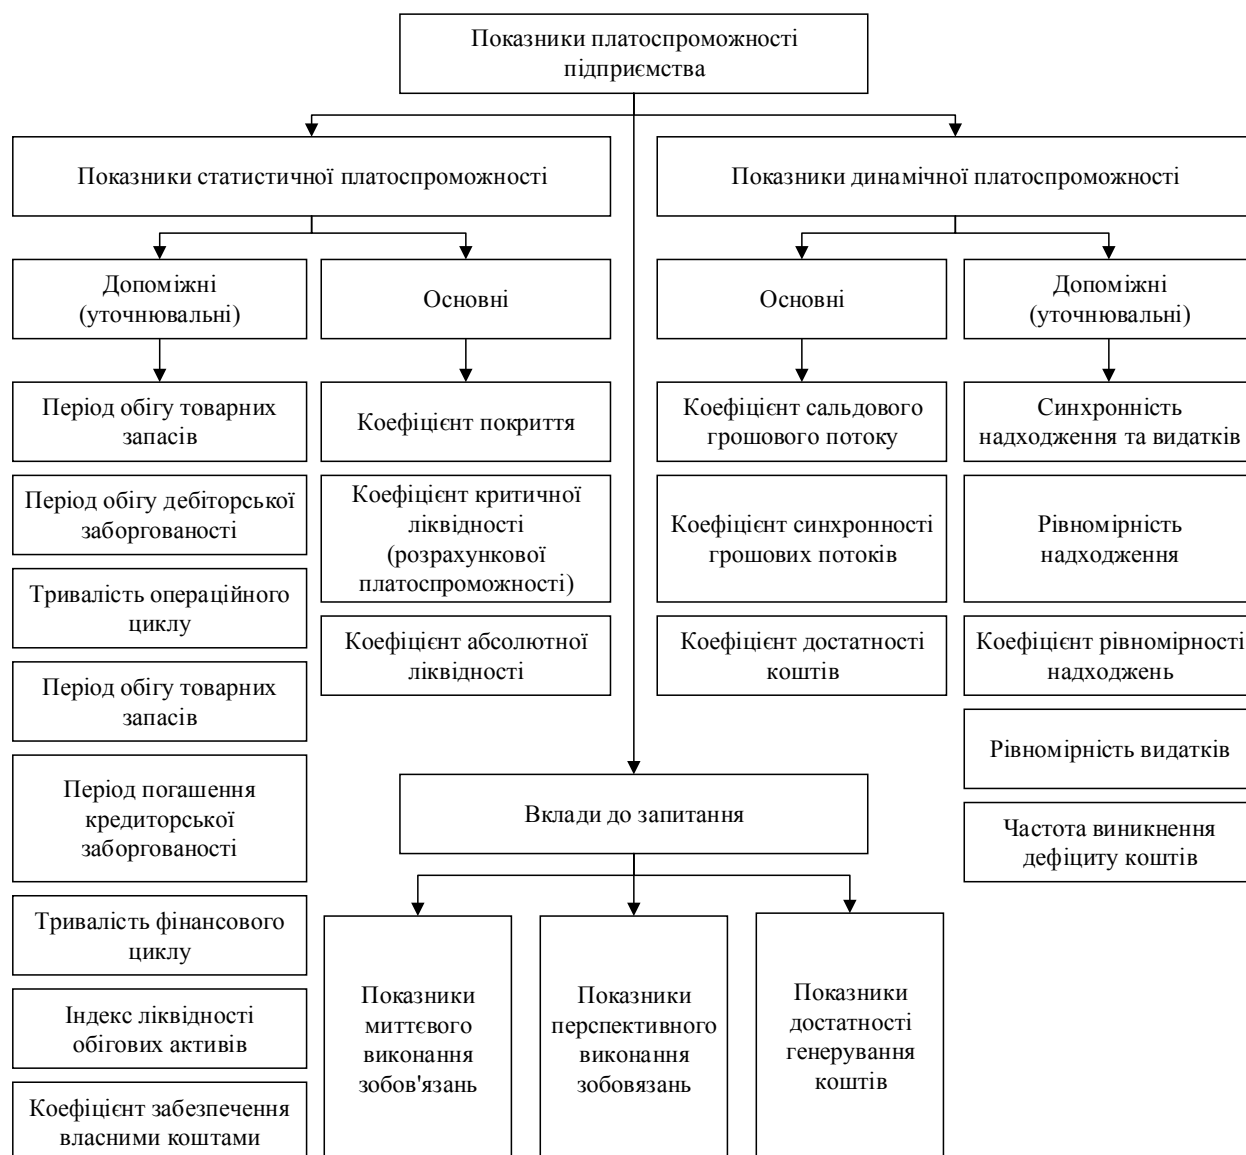 Показники платоспроможності
підприємства
Показники статистичної платоспроможності
Показники динамічної платоспроможності
Допоміжні
(уточнювальні)
Основні
Основні
Допоміжні
(уточнювальні)
Період обігу товарних
запасів
Коефіцієнт покриття
Коефіцієнт сальдового
грошового потоку
Синхронність
надходження та видатків
Період обігу дебіторської
заборгованості
Коефіцієнт критичної
ліквідності
(розрахункової
платоспроможності)
Коефіцієнт синхронності
грошових потоків
Рівномірність
надходження
Тривалість операційного
циклу
Коефіцієнт абсолютної
ліквідності
Коефіцієнт достатності
коштів
Коефіцієнт рівномірності
надходжень
Період обігу товарних
запасів
Рівномірність видатків
Період погашення
кредиторської
заборгованості
Вклади до запитання
Частота виникнення
дефіциту коштів
Тривалість фінансового
циклу
Показники
миттєвого
виконання
зобов'язань
Показники
перспективного
виконання
зобовязань
Показники
достатності
генерування
коштів
Індекс ліквідності
обігових активів
Коефіцієнт забезпечення
власними коштами